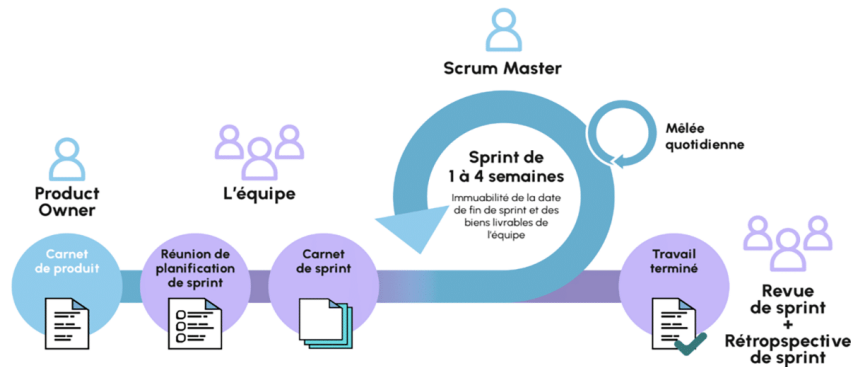 Scrum Master
Mêlée
quotidienne
Sprint de
1 à 4 semaines
Immuabilité de la date
de fin de sprint et des
biens livrables de
l'équipe
Product
Owner
L'équipe
Carnet
de produit
Réunion de
planification
de sprint
Carnet
de sprint
Travail
terminé
Revue
de sprint
+
Rétropspective
de sprint